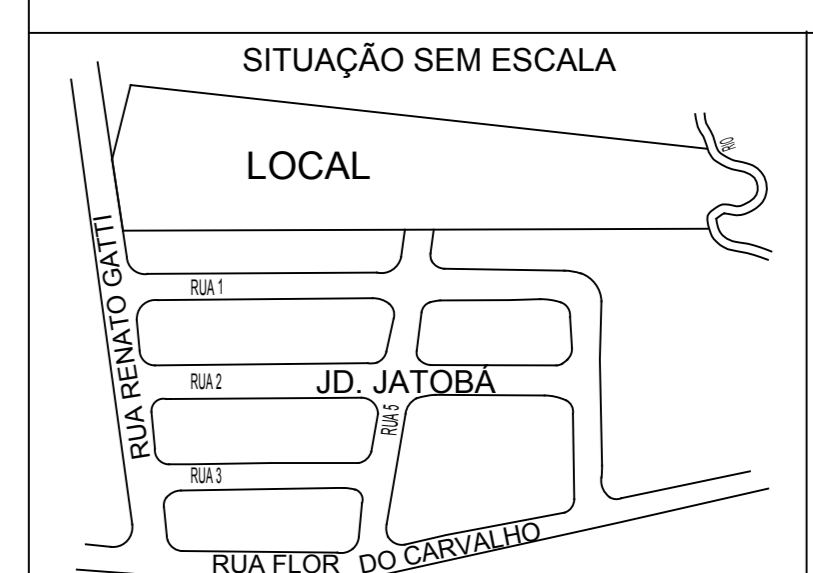 SITUAÇÃO SEM ESCALA
RIO
LOCAL
RUA RENATO GATTI
RUA 1
RUA 2
JD. JATOBÁ
RUA 5
RUA 3
RUA FLOR DO CARVALHO